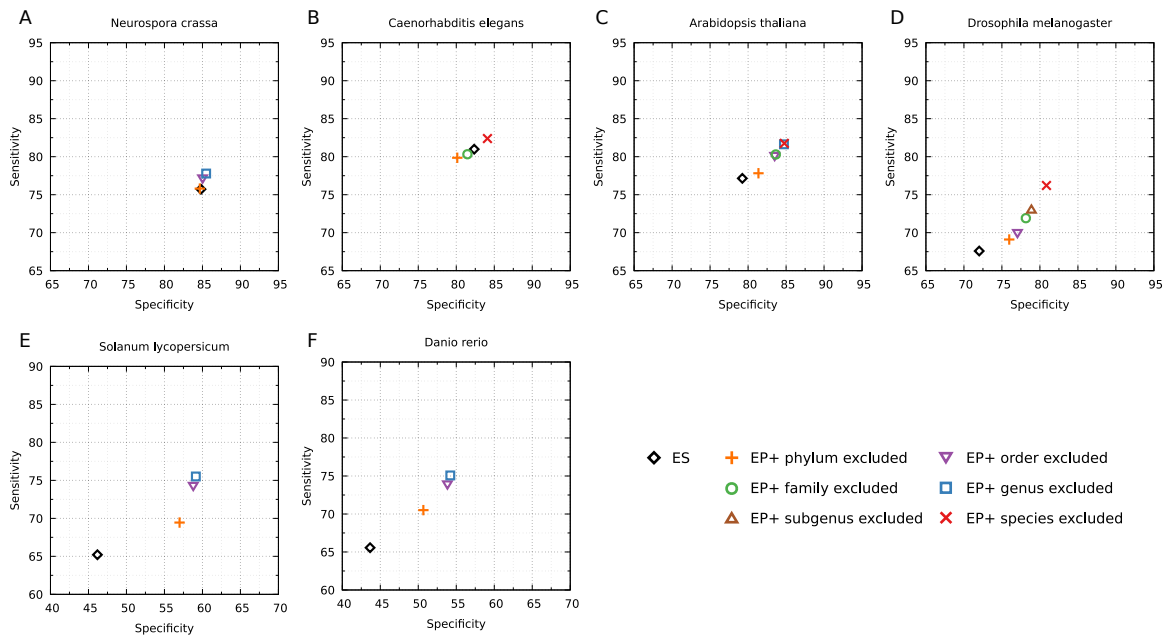 A
Neurospora crassa
95
90
85
80
75
70
65
65 70 75 80 85 90 95
Sensitivity
Specificity
B
Caenorhabditis elegans
95
90
85
80
75
70
65
65 70 75 80 85 90 95
Sensitivity
Specificity
C
Arabidopsis thaliana
95
90
85
80
75
70
65
65 70 75 80 85 90 95
Sensitivity
Specificity
D
Drosophila melanogaster
95
90
85
80
75
70
65
65 70 75 80 85 90 95
Sensitivity
Specificity
E
Solanum lycopersicum
90
85
80
75
70
65
60
40 45 50 55 60 65 70
Sensitivity
Specificity
F
Danio rerio
90
85
80
75
70
65
60
40 45 50 55 60 65 70
Sensitivity
Specificity
ES
EP+ phylum excluded
EP+ order excluded
EP+ family excluded
EP+ genus excluded
EP+ subgenus excluded
EP+ species excluded